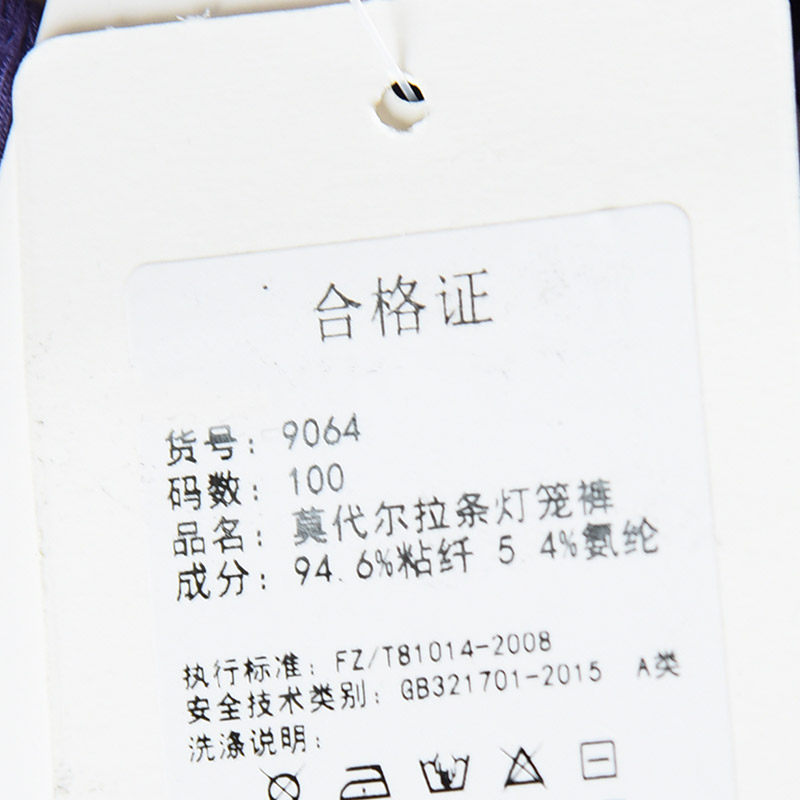 合格证
货号: 9064
码数: 100
品名: 莫代尔拉条灯笼裤
成分: 94.6%粘纤 5 4%氨纶
执行标准: FZ/T81014-2008
安全技术类别: GB321701-2015 A类
洗涤说明: